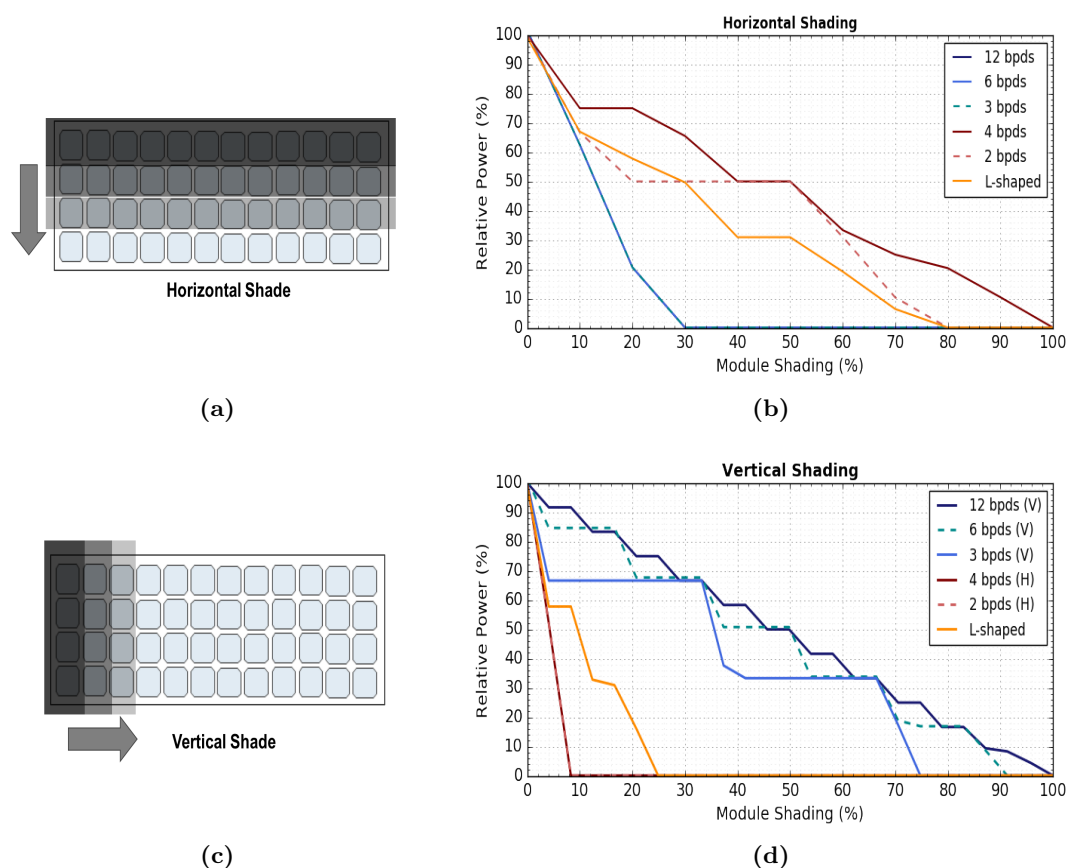 Horizontal Shade
(a)
Horizontal Shading
100
90
80
70
60
50
40
30
20
10
0
Relative Power (%)
12 bpds
6 bpds
3 bpds
4 bpds
2 bpds
L-shaped
0 10 20 30 40 50 60 70 80 90 100
Module Shading (%)
(b)
Vertical Shade
(c)
Vertical Shading
100
90
80
70
60
50
40
30
20
10
0
Relative Power (%)
12 bpds (V)
6 bpds (V)
3 bpds (V)
4 bpds (H)
2 bpds (H)
L-shaped
0 10 20 30 40 50 60 70 80 90 100
Module Shading (%)
(d)